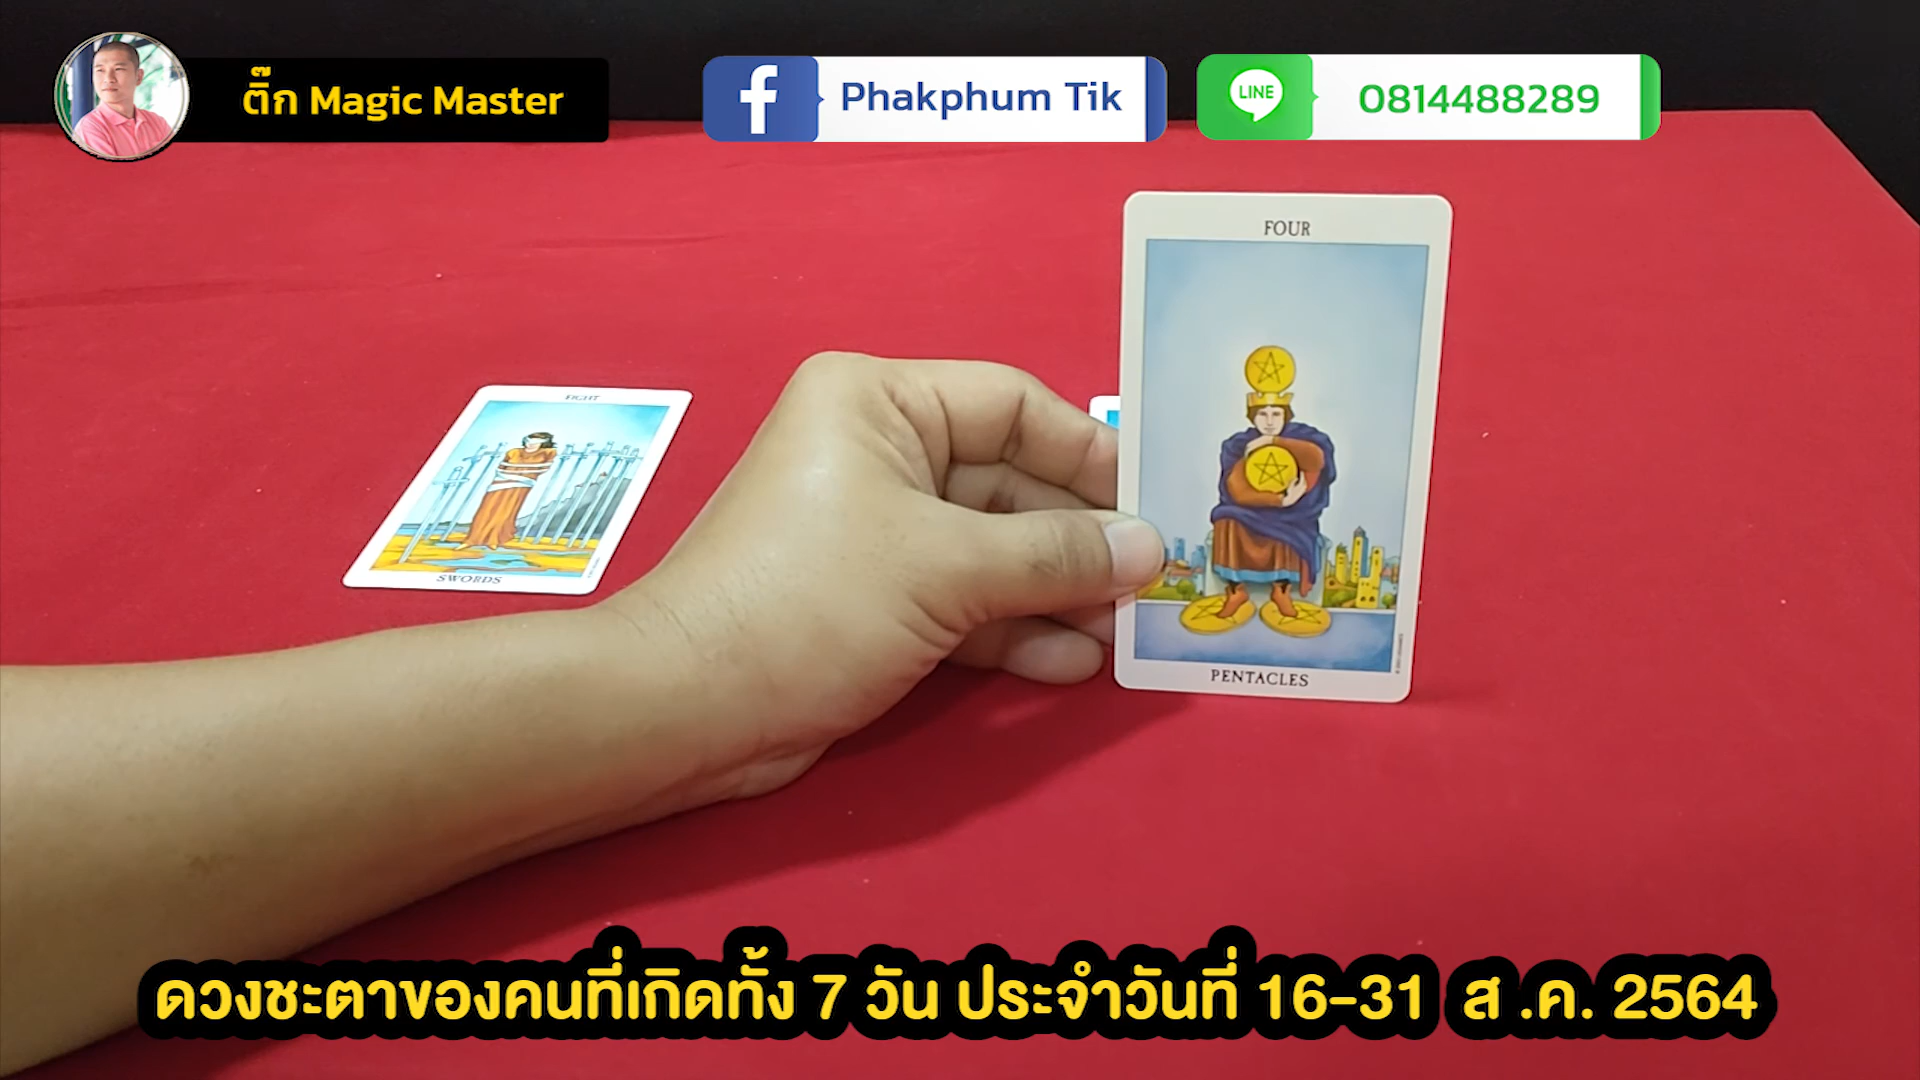 ติ๊ก Magic Master
Phakphum Tik
LINE
0814488289
FOUR
PENTACLES
EIGHT
SWORDS
ดวงชะตาของคนที่เกิดทั้ง 7 วัน ประจำวันที่ 16-31 ส .ค. 2564